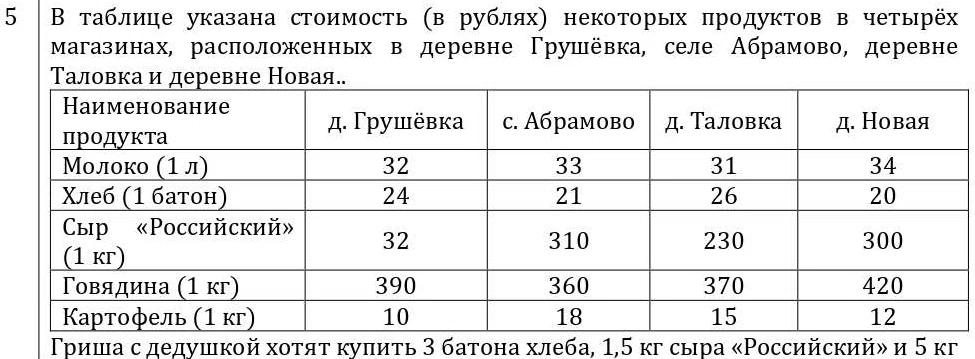 5 В таблице указана стоимость (в рублях) некоторых продуктов в четырёх
магазинах, расположенных в деревне Грушёвка, селе Абрамово, деревне
Таловка и деревне Новая..
Наименование продукта д. Грушёвка с. Абрамово д. Таловка д. Новая
Молоко (1 л) 32 33 31 34
Хлеб (1 батон) 24 21 26 20
Сыр «Российский» (1 кг) 32 310 230 300
Говядина (1 кг) 390 360 370 420
Картофель (1 кг) 10 18 15 12
Гриша с дедушкой хотят купить 3 батона хлеба, 1,5 кг сыра «Российский» и 5 кг